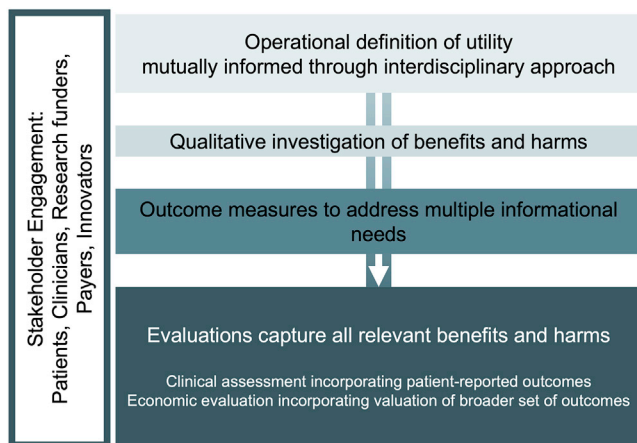 Stakeholder Engagement:
Patients, Clinicians, Research funders,
Payers, Innovators
Operational definition of utility
mutually informed through interdisciplinary approach
Qualitative investigation of benefits and harms
Outcome measures to address multiple informational
needs
Evaluations capture all relevant benefits and harms
Clinical assessment incorporating patient-reported outcomes
Economic evaluation incorporating valuation of broader set of outcomes